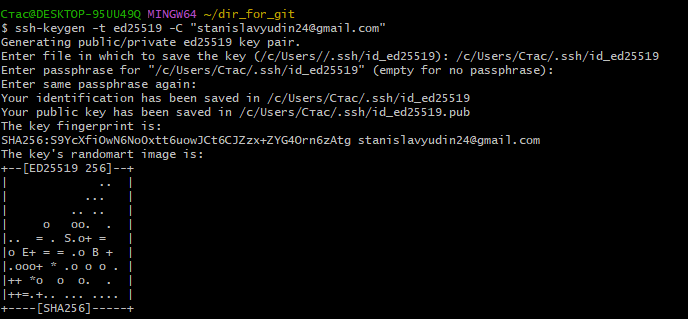 Стас@DESKTOP-95UU49Q MINGW64 ~/dir_for_git
$ ssh-keygen -t ed25519 -C "stanislavyudin24@gmail.com"
Generating public/private ed25519 key pair.
Enter file in which to save the key (/c/Users//.ssh/id_ed25519): /c/Users/Стас/.ssh/id_ed25519
Enter passphrase for "/c/Users/Стас/.ssh/id_ed25519" (empty for no passphrase):
Enter same passphrase again:
Your identification has been saved in /c/Users/Стас/.ssh/id_ed25519
Your public key has been saved in /c/Users/Стас/.ssh/id_ed25519.pub
The key fingerprint is:
SHA256:S9YcXfiOwN6NoOxtt6uowJCt6CJZzx+ZYG4Orn6zAtg stanislavyudin24@gmail.com
The key's randomart image is:
+--[ED25519 256]--+
|             ..  |
|           ...   |
|         .. ..   |
|     o   oo.  .  |
|..  = . S.o+ =   |
|o E+ = = .o B +  |
|.ooo+ * .o o o . |
|++ *o  o  o.  .  |
|++=.+.. ... .... |
+----[SHA256]-----+